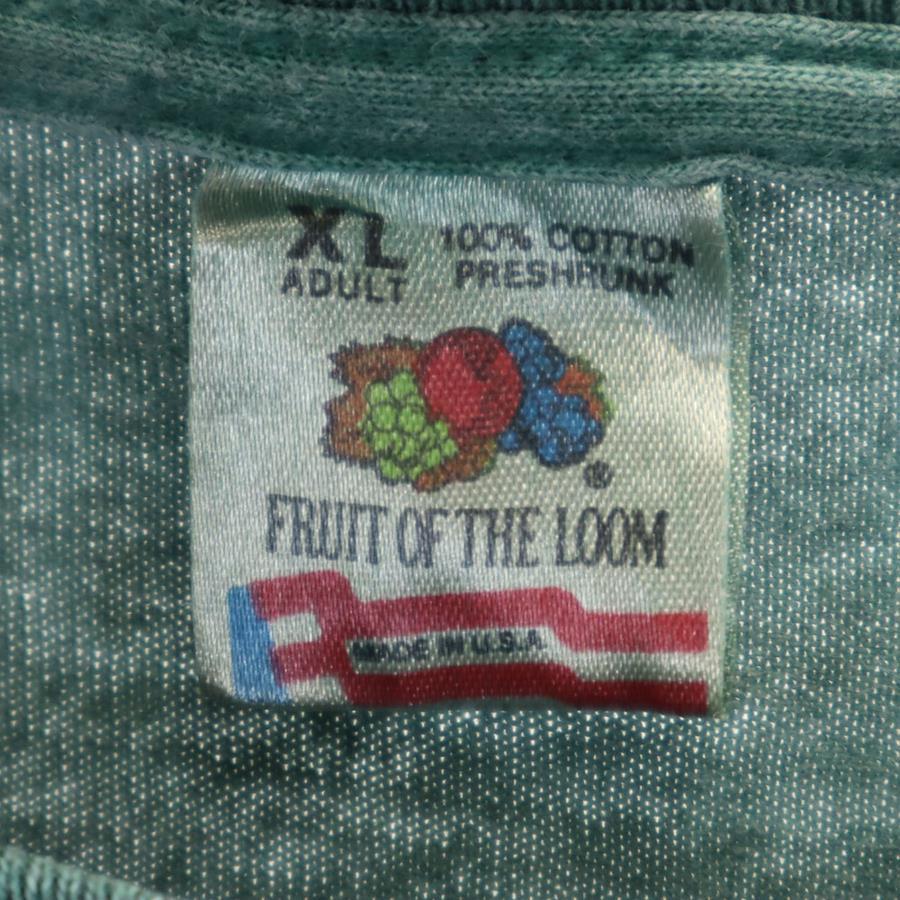 XL
ADULT
100% COTTON
PRESHRUNK
®
FRUIT OF THE LOOM
MADE IN U.S.A.